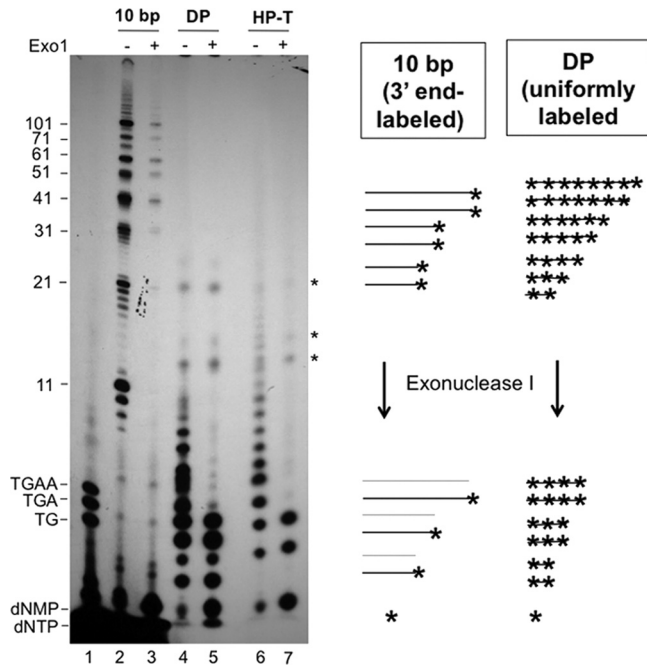 10 bp DP HP-T
Exo1 - + - + - +
101
71
61
51
41
31
21 *
*
11 *
TGAA
TGA
TG
dNMP
dNTP
1 2 3 4 5 6 7
10 bp
(3' end-
labeled)
DP
(uniformly
labeled
Exonuclease I